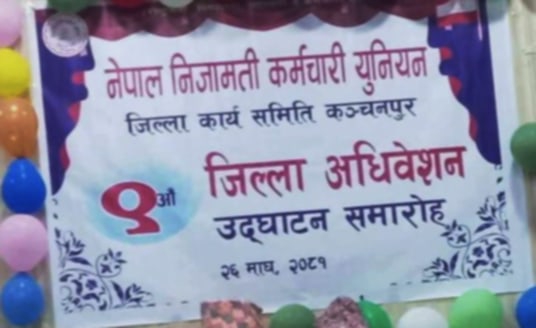 नेपाल निजामती कर्मचारी युनियन
जिल्ला कार्य समिति कञ्चनपुर
९औं जिल्ला अधिवेशन
उद्घाटन समारोह
२६ माघ, २०८१